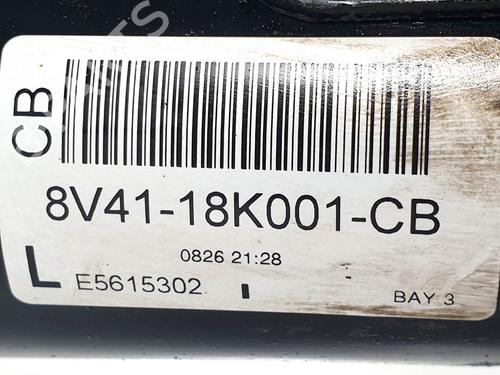 CB
8V41-18K001-CB
0826 21:28
L E5615302 I BAY 3